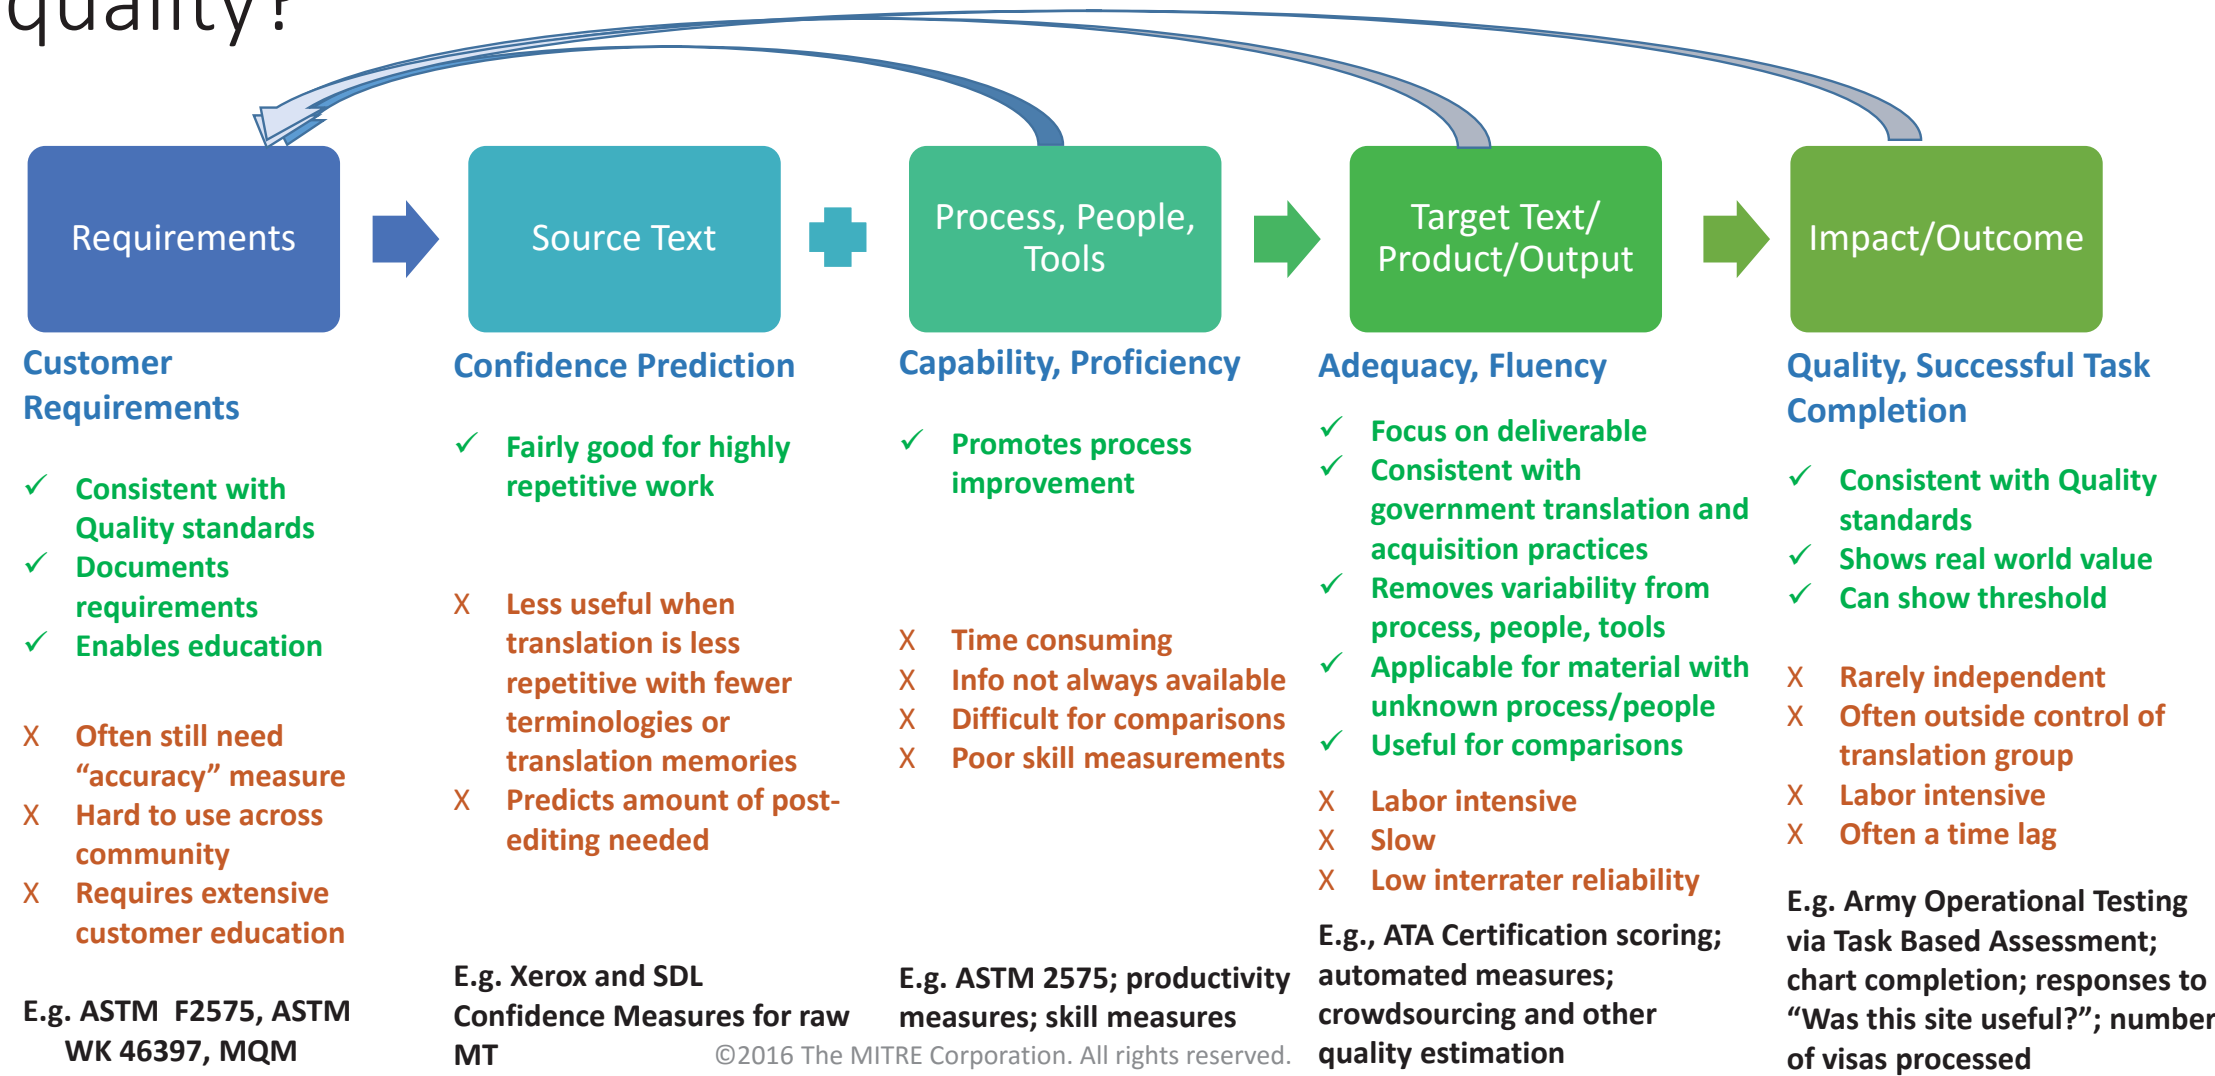 quality?
Requirements
Source Text
Process, People,
Tools
Target Text/
Product/Output
Impact/Outcome
Customer
Requirements
✓ Consistent with
Quality standards
✓ Documents
requirements
✓ Enables education
X Often still need
“accuracy” measure
X Hard to use across
community
X Requires extensive
customer education
E.g. ASTM F2575, ASTM
WK 46397, MQM
Confidence Prediction
✓ Fairly good for highly
repetitive work
X Less useful when
translation is less
repetitive with fewer
terminologies or
translation memories
X Predicts amount of post-
editing needed
E.g. Xerox and SDL
Confidence Measures for raw
MT
Capability, Proficiency
✓ Promotes process
improvement
X Time consuming
X Info not always available
X Difficult for comparisons
X Poor skill measurements
E.g. ASTM 2575; productivity
measures; skill measures
Adequacy, Fluency
✓ Focus on deliverable
✓ Consistent with
government translation and
acquisition practices
✓ Removes variability from
process, people, tools
✓ Applicable for material with
unknown process/people
✓ Useful for comparisons
X Labor intensive
X Slow
X Low interrater reliability
E.g., ATA Certification scoring;
automated measures;
crowdsourcing and other
quality estimation
Quality, Successful Task
Completion
✓ Consistent with Quality
standards
✓ Shows real world value
✓ Can show threshold
X Rarely independent
X Often outside control of
translation group
X Labor intensive
X Often a time lag
E.g. Army Operational Testing
via Task Based Assessment;
chart completion; responses to
“Was this site useful?”; number
of visas processed
©2016 The MITRE Corporation. All rights reserved.